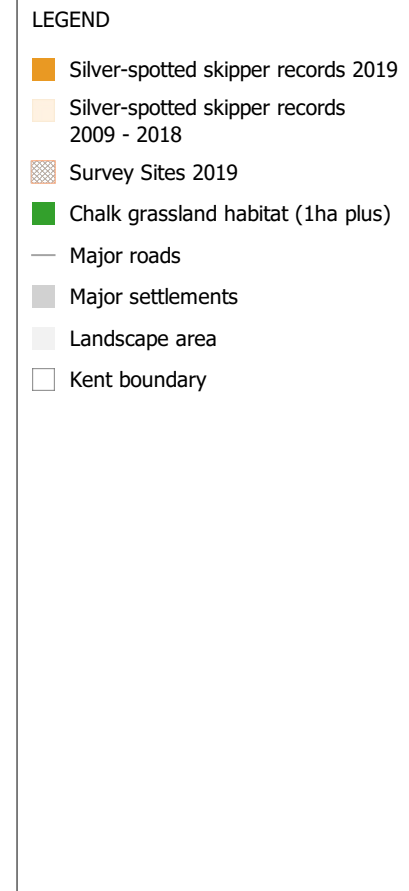 LEGEND
Silver-spotted skipper records 2019
Silver-spotted skipper records
2009 - 2018
Survey Sites 2019
Chalk grassland habitat (1ha plus)
Major roads
Major settlements
Landscape area
Kent boundary